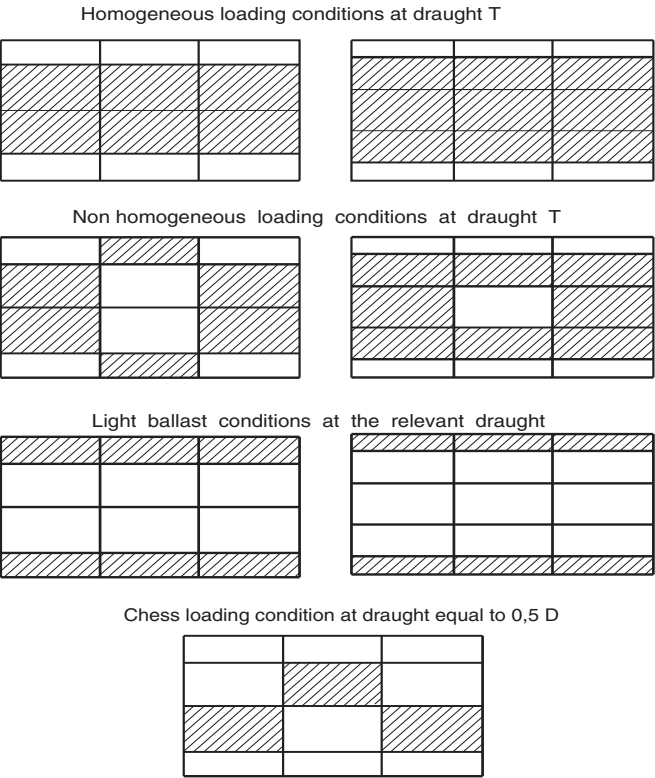 Homogeneous loading conditions at draught T
Non homogeneous loading conditions at draught T
Light ballast conditions at the relevant draught
Chess loading condition at draught equal to 0,5 D